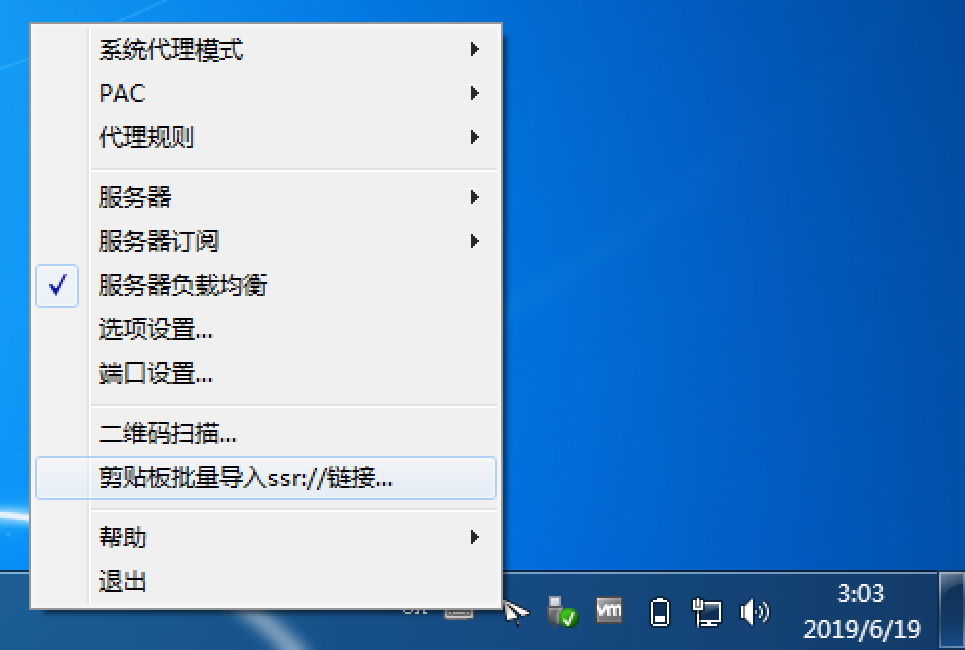 系统代理模式
PAC
代理规则
服务器
服务器订阅
服务器负载均衡
选项设置...
端口设置...
二维码扫描...
剪贴板批量导入ssr://链接...
帮助
退出
vm
3:03
2019/6/19